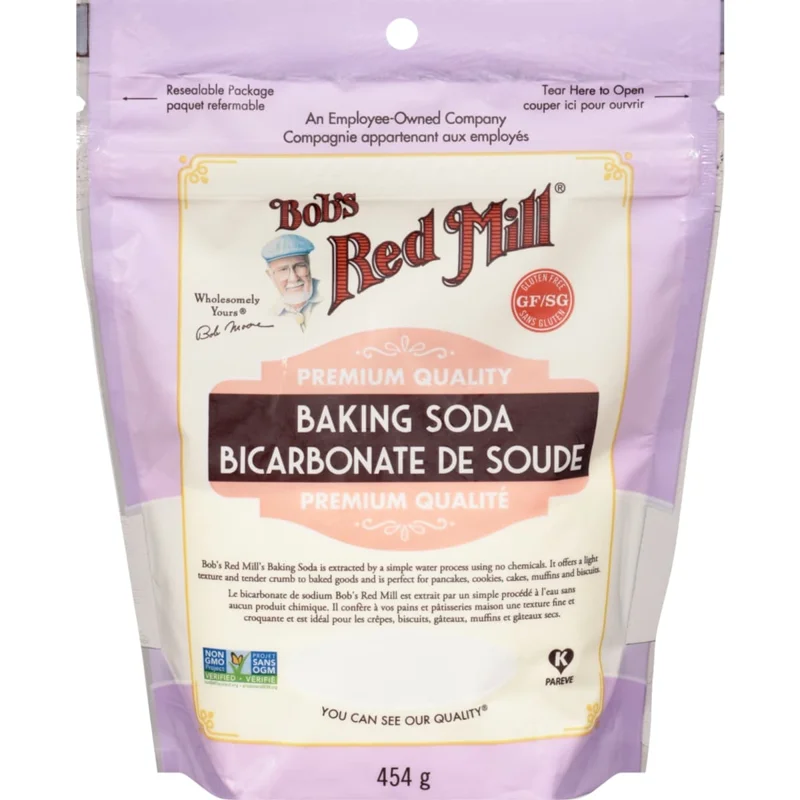 Resealable Package
paquet refermable
Tear Here to Open
couper ici pour ourvrir
An Employee-Owned Company
Compagnie appartenant aux employés
Bob's
Red Mill®
Wholesomely
Yours®
Bob Moore
GLUTEN FREE
GF/SG
SANS GLUTEN
PREMIUM QUALITY
BAKING SODA
BICARBONATE DE SOUDE
PREMIUM QUALITÉ
Bob's Red Mill's Baking Soda is extracted by a simple water process using no chemicals. It offers a light
texture and tender crumb to baked goods and is perfect for pancakes, cookies, cakes, muffins and biscuits.
Le bicarbonate de sodium Bob's Red Mill est extrait par un simple procédé à l'eau sans
aucun produit chimique. Il confère à vos pains et pâtisseries maison une texture fine et
croquante et est idéal pour les crêpes, biscuits, gâteaux, muffins et gâteaux secs.
NON
GMO
Project
VERIFIED
PROJET
SANS
OGM
VÉRIFIÉ
K
PAREVE
YOU CAN SEE OUR QUALITY®
454 g